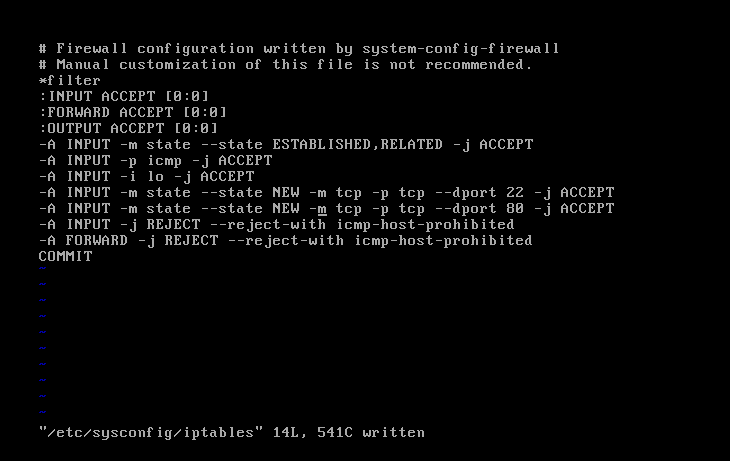 # Firewall configuration written by system-config-firewall
# Manual customization of this file is not recommended.
*filter
:INPUT ACCEPT [0:0]
:FORWARD ACCEPT [0:0]
:OUTPUT ACCEPT [0:0]
-A INPUT -m state --state ESTABLISHED,RELATED -j ACCEPT
-A INPUT -p icmp -j ACCEPT
-A INPUT -i lo -j ACCEPT
-A INPUT -m state --state NEW -m tcp -p tcp --dport 22 -j ACCEPT
-A INPUT -m state --state NEW -m tcp -p tcp --dport 80 -j ACCEPT
-A INPUT -j REJECT --reject-with icmp-host-prohibited
-A FORWARD -j REJECT --reject-with icmp-host-prohibited
COMMIT
~
~
~
~
~
~
~
~
~
~
"/etc/sysconfig/iptables" 14L, 541C written